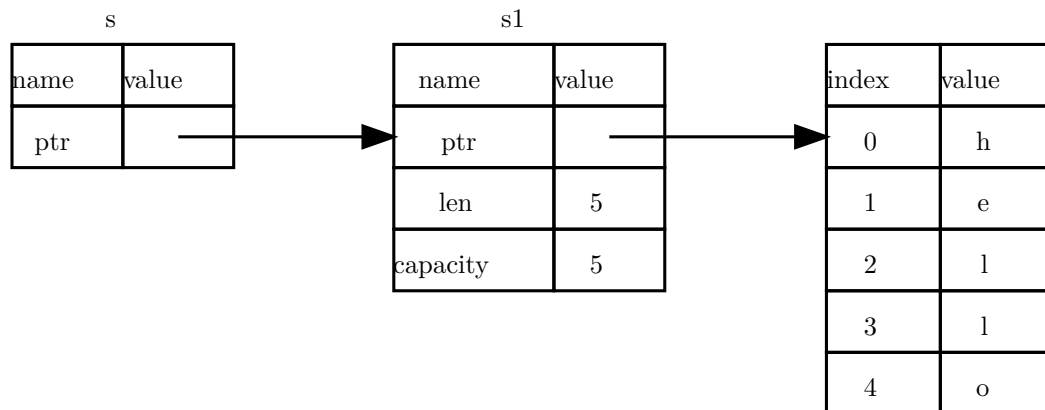 s
name value
ptr
s1
name value
ptr
len 5
capacity 5
index value
0 h
1 e
2 l
3 l
4 o